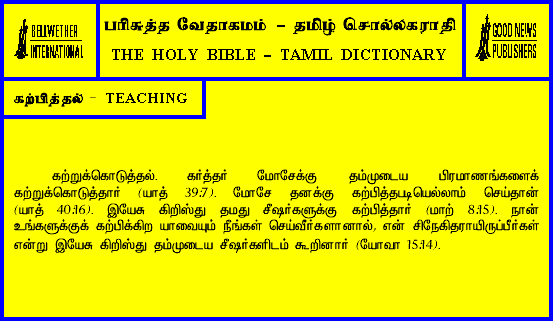 BELLWETHER
INTERNATIONAL
பரிசுத்த வேதாகமம் - தமிழ் சொல்லகராதி
THE HOLY BIBLE - TAMIL DICTIONARY
GOOD NEWS
PUBLISHERS
கற்பித்தல் - TEACHING
கற்றுக்கொடுத்தல். கர்த்தர் மோசேக்கு தம்முடைய பிரமாணங்களைக்
கற்றுக்கொடுத்தார் (யாத் 39:7). மோசே தனக்கு கற்பித்தபடியெல்லாம் செய்தான்
(யாத் 40:16). இயேசு கிறிஸ்து தமது சீஷர்களுக்கு கற்பித்தார் (மாற் 8:15). நான்
உங்களுக்குக் கற்பிக்கிற யாவையும் நீங்கள் செய்வீர்களானால், என் சிநேகிதராயிருப்பீர்கள்
என்று இயேசு கிறிஸ்து தம்முடைய சீஷர்களிடம் கூறினார் (யோவா 15:14).